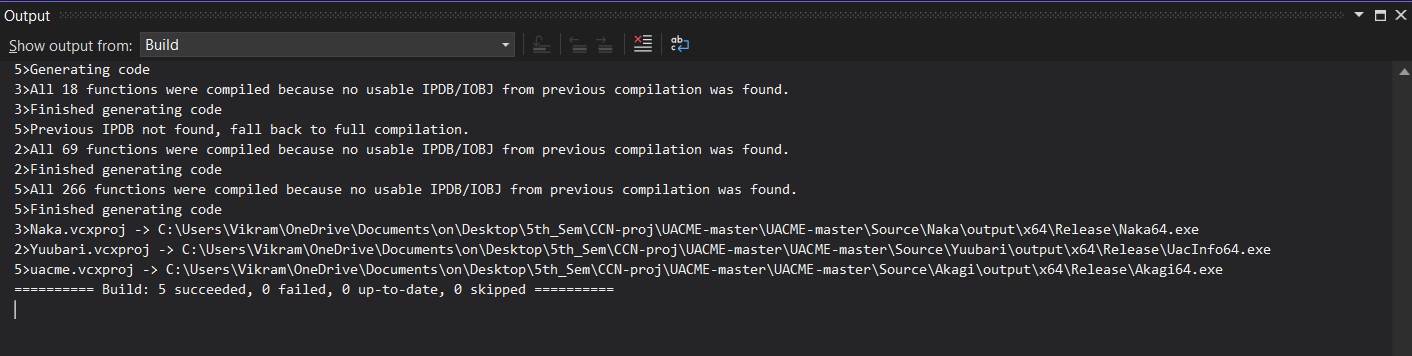 Output
Show output from: Build
5>Generating code
3>All 18 functions were compiled because no usable IPDB/IOBJ from previous compilation was found.
3>Finished generating code
5>Previous IPDB not found, fall back to full compilation.
2>All 69 functions were compiled because no usable IPDB/IOBJ from previous compilation was found.
2>Finished generating code
5>All 266 functions were compiled because no usable IPDB/IOBJ from previous compilation was found.
5>Finished generating code
3>Naka.vcxproj -> C:\Users\Vikram\OneDrive\Documents\on\Desktop\5th_Sem\CCN-proj\UACME-master\UACME-master\Source\Naka\output\x64\Release\Naka64.exe
2>Yuubari.vcxproj -> C:\Users\Vikram\OneDrive\Documents\on\Desktop\5th_Sem\CCN-proj\UACME-master\UACME-master\Source\Yuubari\output\x64\Release\UacInfo64.exe
5>uacme.vcxproj -> C:\Users\Vikram\OneDrive\Documents\on\Desktop\5th_Sem\CCN-proj\UACME-master\UACME-master\Source\Akagi\output\x64\Release\Akagi64.exe
========== Build: 5 succeeded, 0 failed, 0 up-to-date, 0 skipped ==========